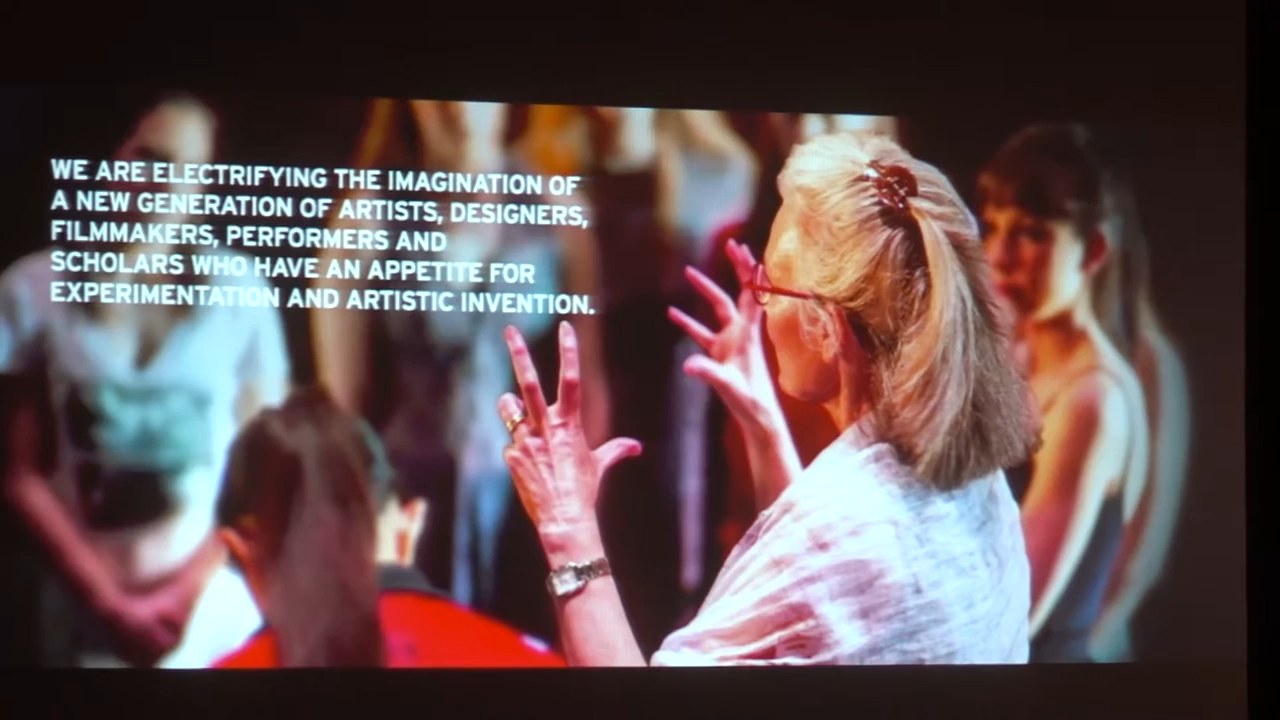 WE ARE ELECTRIFYING THE IMAGINATION OF
A NEW GENERATION OF ARTISTS, DESIGNERS,
FILMMAKERS, PERFORMERS AND
SCHOLARS WHO HAVE AN APPETITE FOR
EXPERIMENTATION AND ARTISTIC INVENTION.